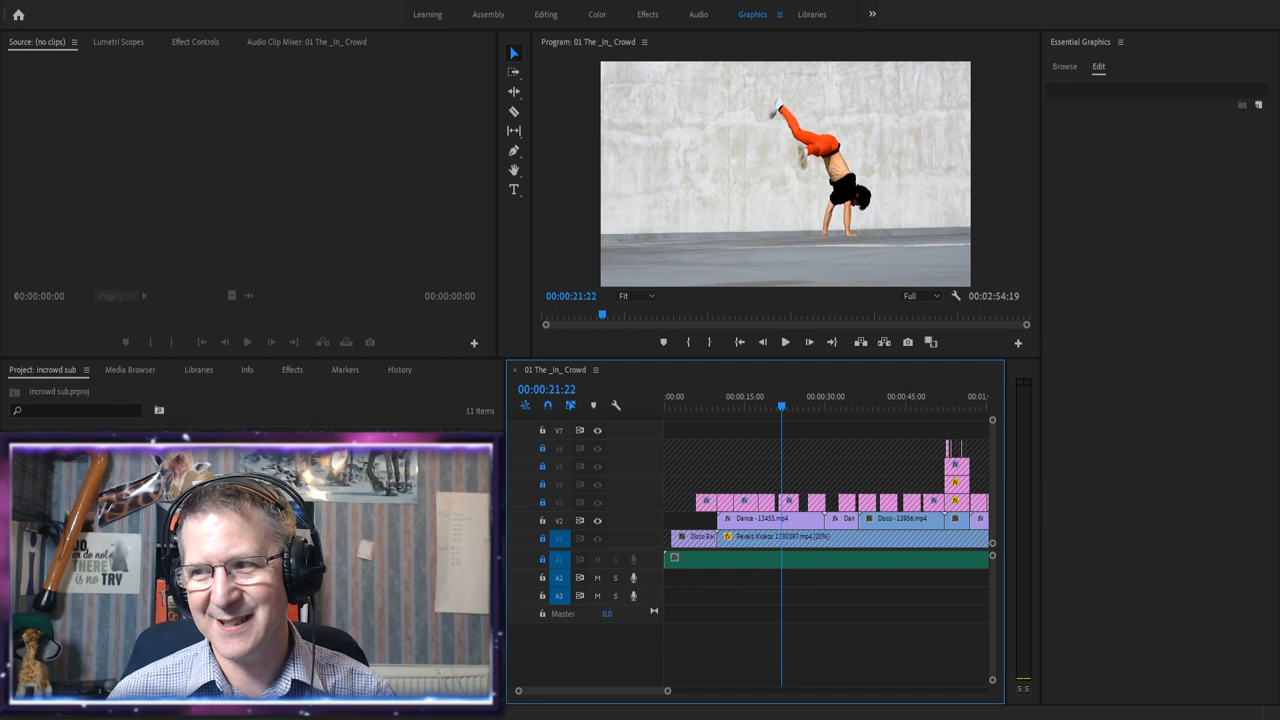 Learning Assembly Editing Color Effects Audio Graphics Libraries
Source: (no clips) Lumetri Scopes Effect Controls Audio Clip Mixer: 01 The _In_ Crowd
Program: 01 The _In_ Crowd
Essential Graphics
Browse Edit
00:00:00:00 Page 1 00:00:00:00
00:00:21:22 Fit Full 00:02:54:19
Project: incrowd sub Media Browser Libraries Info Effects Markers History
incrowd sub.prproj
11 Items
01 The _In_ Crowd
00:00:21:22
:00:00 00:00:15:00 00:00:30:00 00:00:45:00 00:01:
V7
V6
V5
V4
V3
V2 Dance - 13455.mp4 Dan Disco - 13956.mp4
V1 Disco Bal Pexels Videos 1730397.mp4 [20%]
A1 M S
A2 M S
A3 M S
Master 0.0
S S
DO,
or do not
THERE
is no TRY